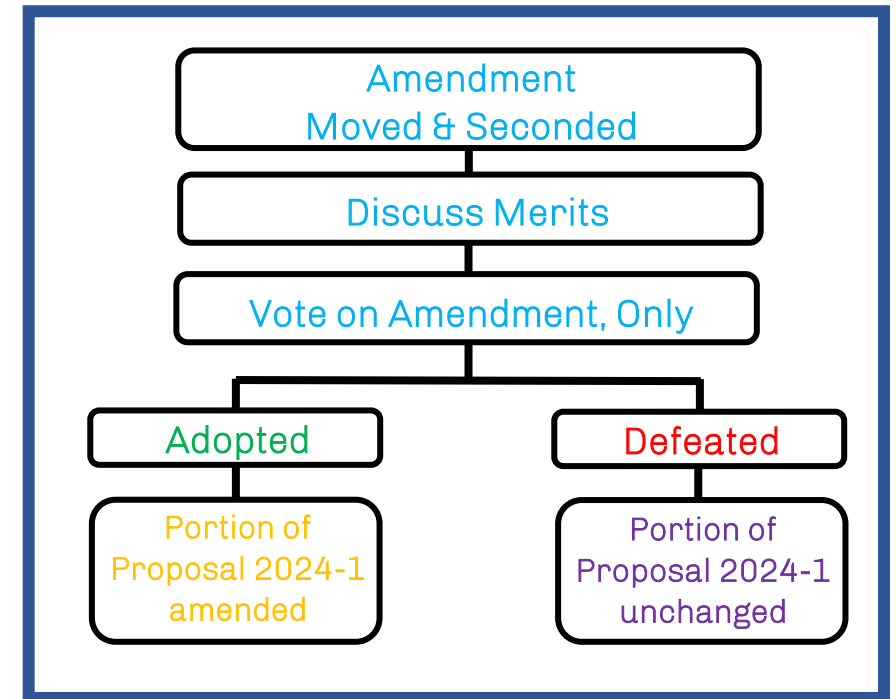 Amendment
Moved & Seconded
Discuss Merits
Vote on Amendment, Only
Adopted
Defeated
Portion of
Proposal 2024-1
amended
Portion of
Proposal 2024-1
unchanged